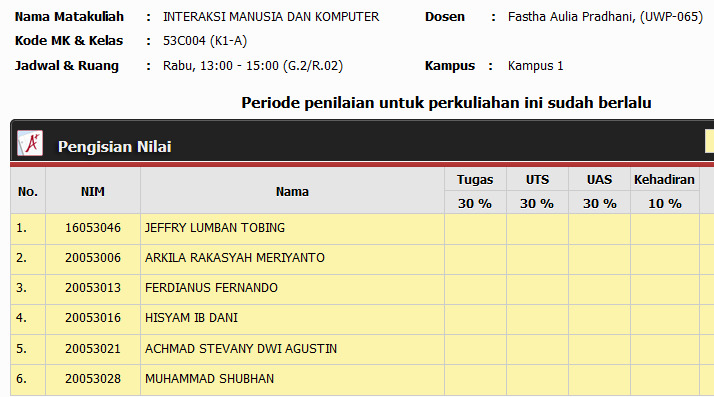 Nama Matakuliah : INTERAKSI MANUSIA DAN KOMPUTER Dosen : Fastha Aulia Pradhani, (UWP-065)
Kode MK & Kelas : 53C004 (K1-A)
Jadwal & Ruang : Rabu, 13:00 - 15:00 (G.2/R.02) Kampus : Kampus 1
Periode penilaian untuk perkuliahan ini sudah berlalu
Pengisian Nilai
No. NIM Nama Tugas UTS UAS Kehadiran
30 % 30 % 30 % 10 %
1. 16053046 JEFFRY LUMBAN TOBING
2. 20053006 ARKILA RAKASYAH MERIYANTO
3. 20053013 FERDIANUS FERNANDO
4. 20053016 HISYAM IB DANI
5. 20053021 ACHMAD STEVANY DWI AGUSTIN
6. 20053028 MUHAMMAD SHUBHAN